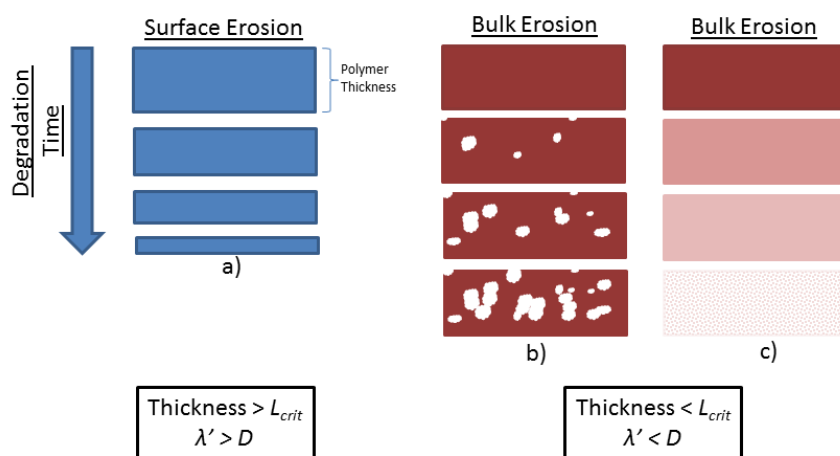 Surface Erosion
Polymer
Thickness
Degradation
Time
a)
Bulk Erosion
Bulk Erosion
b)
c)
Thickness > Lcrit
λ’ > D
Thickness < Lcrit
λ’ < D